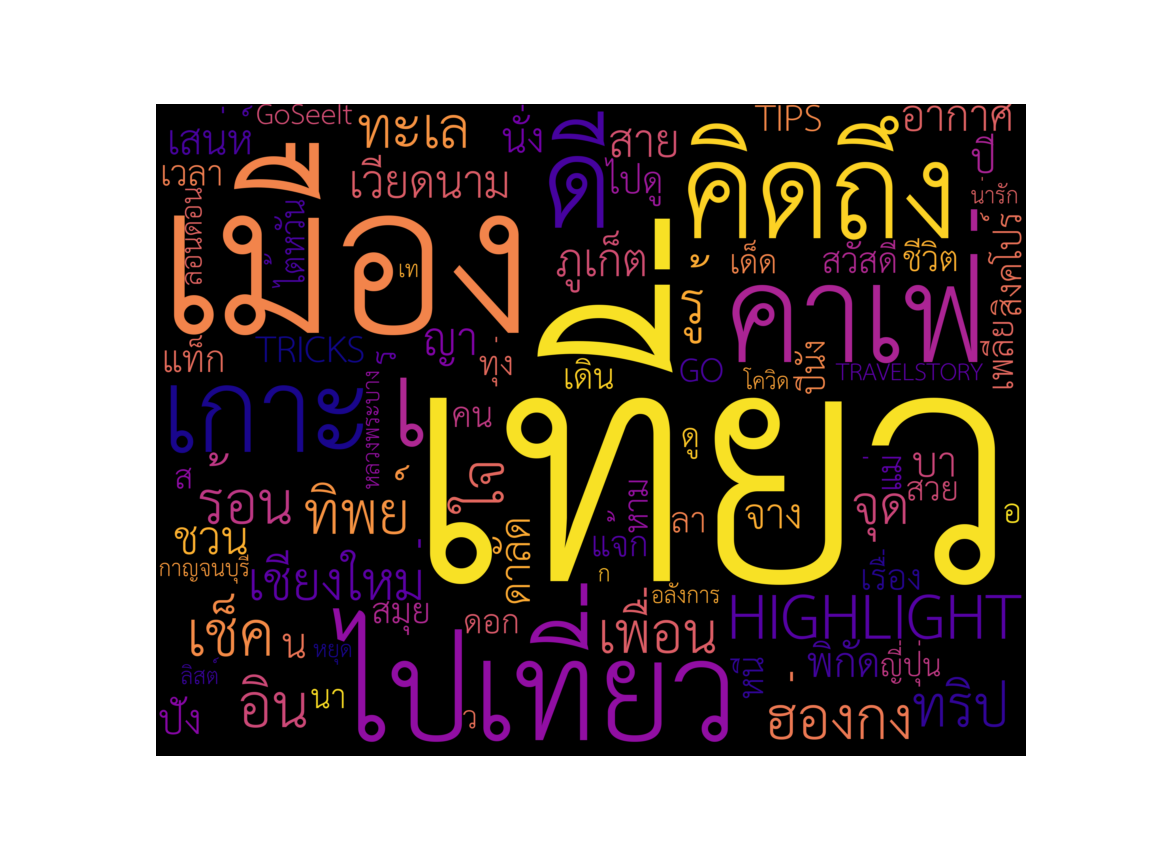 เสน่ห์
GoSeeIt
ทะเล
นั่ง
ดี
สาย
TIPS
อากาศ
เวลา
เวียดนาม
ไปดู
คิดถึง
ปี
น่ารัก
ลอนดอน
ไต้หวัน
เมือง
เท
ภูเก็ต
รู้
เด็ด
สวัสดี
ชีวิต
สิงคโปร์
แท็ก
TRICKS
ญา
ทุ่ง
เดิน
GO
คาเฟ่
โควิด
ปีนัง
TRAVELSTORY
เพลีย
เกาะ
หลวงพระบาง
เ
คน
เที่ยว
ดู
แม่
บา
ส
ร้อน
ทิพย์
ใจ
ห้าม
ลา
จาง
จุด
สวย
อ
ชวน
ตาลัด
แจ้ก
ก
กาญจนบุรี
เชียงใหม่
สมุย
อลังการ
เรื่อง
เช็ค
น
หยุด
ดอก
เพื่อน
HIGHLIGHT
ลิสต์
ไปเที่ยว
หีน
พิกัด
ญี่ปุ่น
ปัง
อิน
นา
ว
ฮ่องกง
ทริป